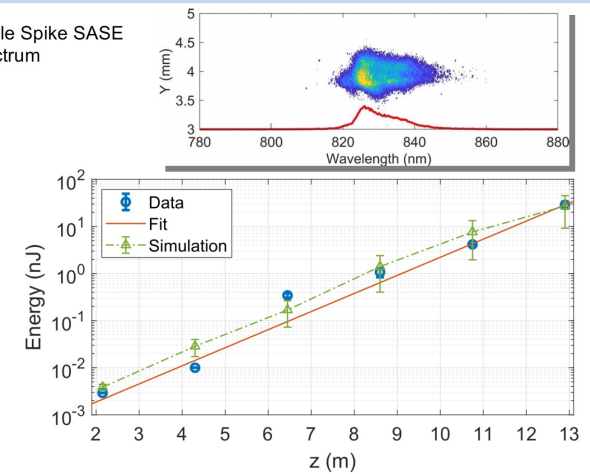 le Spike SASE
ctrum
5
4.5
4
3.5
3
Y (mm)
780 800 820 840 860 880
Wavelength (nm)
10²
10¹
10⁰
10⁻¹
10⁻²
10⁻³
Energy (nJ)
Data
Fit
Simulation
2 3 4 5 6 7 8 9 10 11 12 13
z (m)